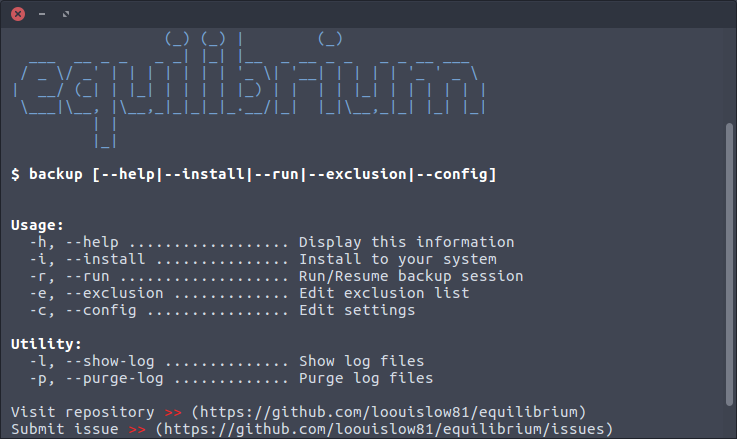 equilibrium
$ backup [--help|--install|--run|--exclusion|--config]
Usage:
-h, --help .................. Display this information
-i, --install ............... Install to your system
-r, --run ................... Run/Resume backup session
-e, --exclusion ............. Edit exclusion list
-c, --config ................ Edit settings
Utility:
-l, --show-log .............. Show log files
-p, --purge-log ............. Purge log files
Visit repository >> (https://github.com/loouislow81/equilibrium)
Submit issue >> (https://github.com/loouislow81/equilibrium/issues)